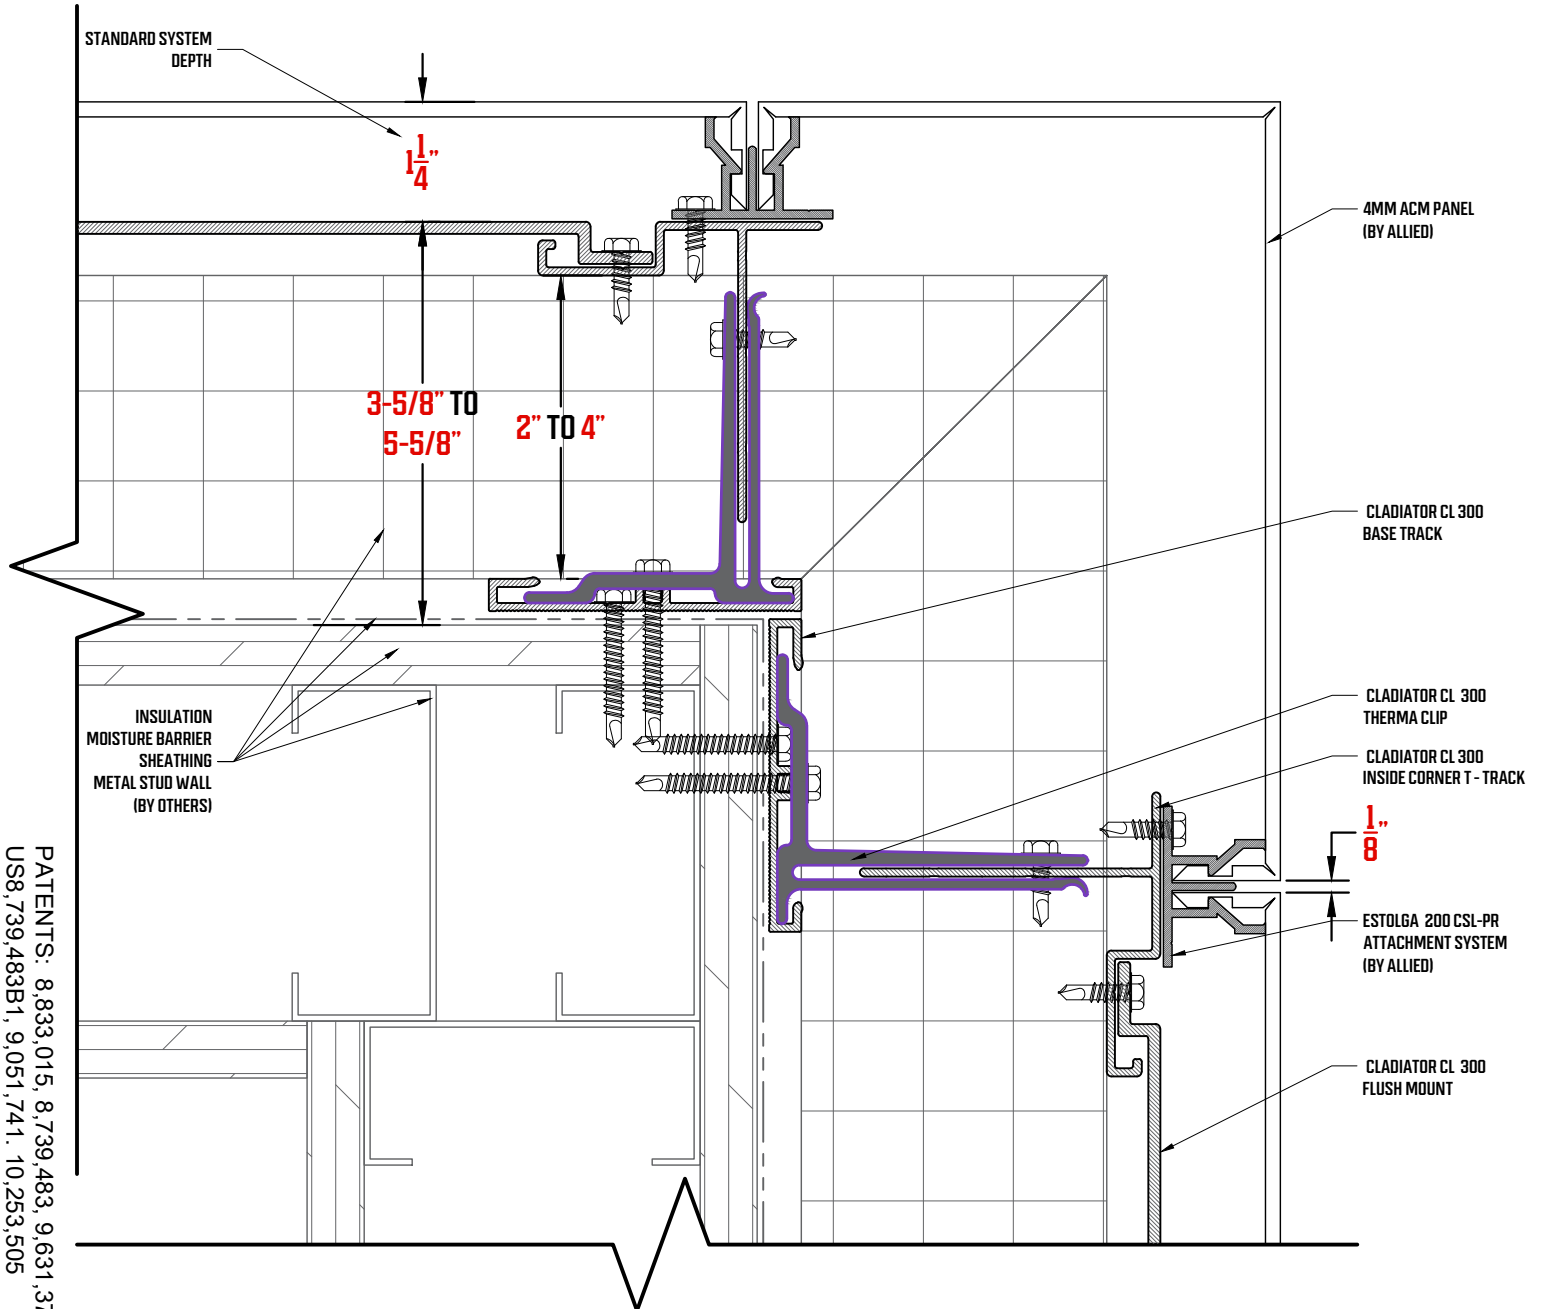 STANDARD SYSTEM
DEPTH
1 1/4"
4MM ACM PANEL
(BY ALLIED)
3-5/8" TO
5-5/8"
2" TO 4"
CLADIATOR CL 300
BASE TRACK
CLADIATOR CL 300
THERMA CLIP
INSULATION
MOISTURE BARRIER
SHEATHING
METAL STUD WALL
(BY OTHERS)
CLADIATOR CL 300
INSIDE CORNER T - TRACK
1/8"
ESTOLGA 200 CSL-PR
ATTACHMENT SYSTEM
(BY ALLIED)
CLADIATOR CL 300
FLUSH MOUNT
PATENTS: 8,833,015, 8,739,483, 9,631,37
US8,739,483B1, 9,051,741. 10,253,505